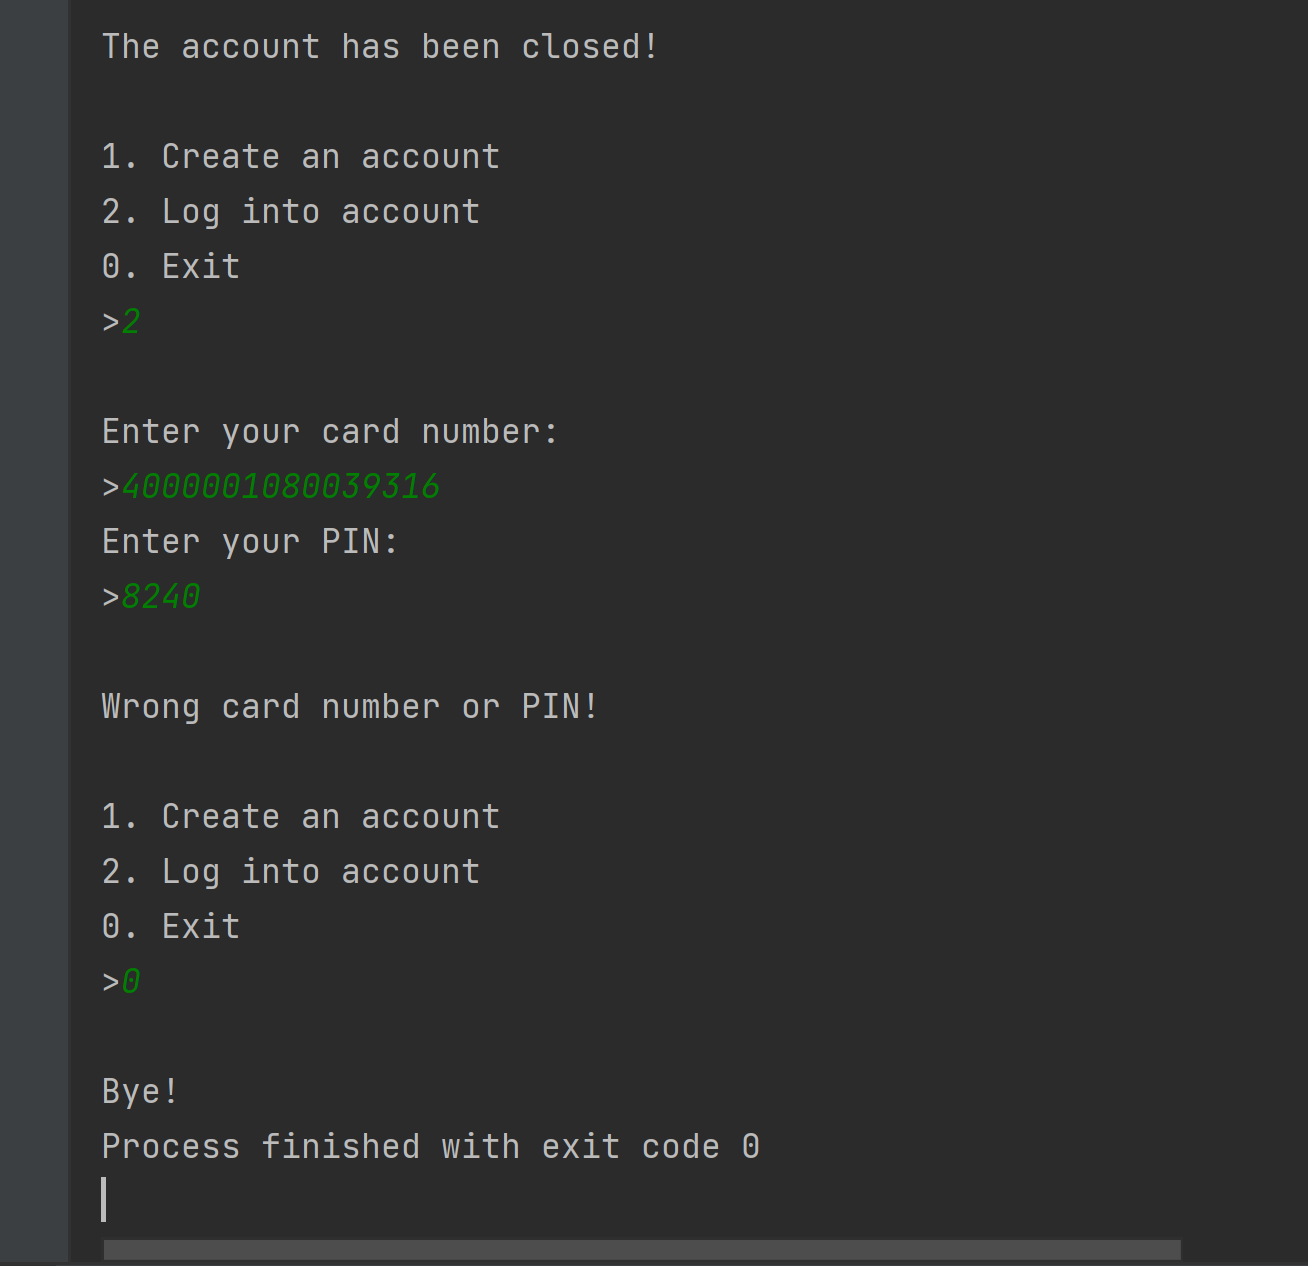 The account has been closed!
1. Create an account
2. Log into account
0. Exit
>2
Enter your card number:
>4000001080039316
Enter your PIN:
>8240
Wrong card number or PIN!
1. Create an account
2. Log into account
0. Exit
>0
Bye!
Process finished with exit code 0